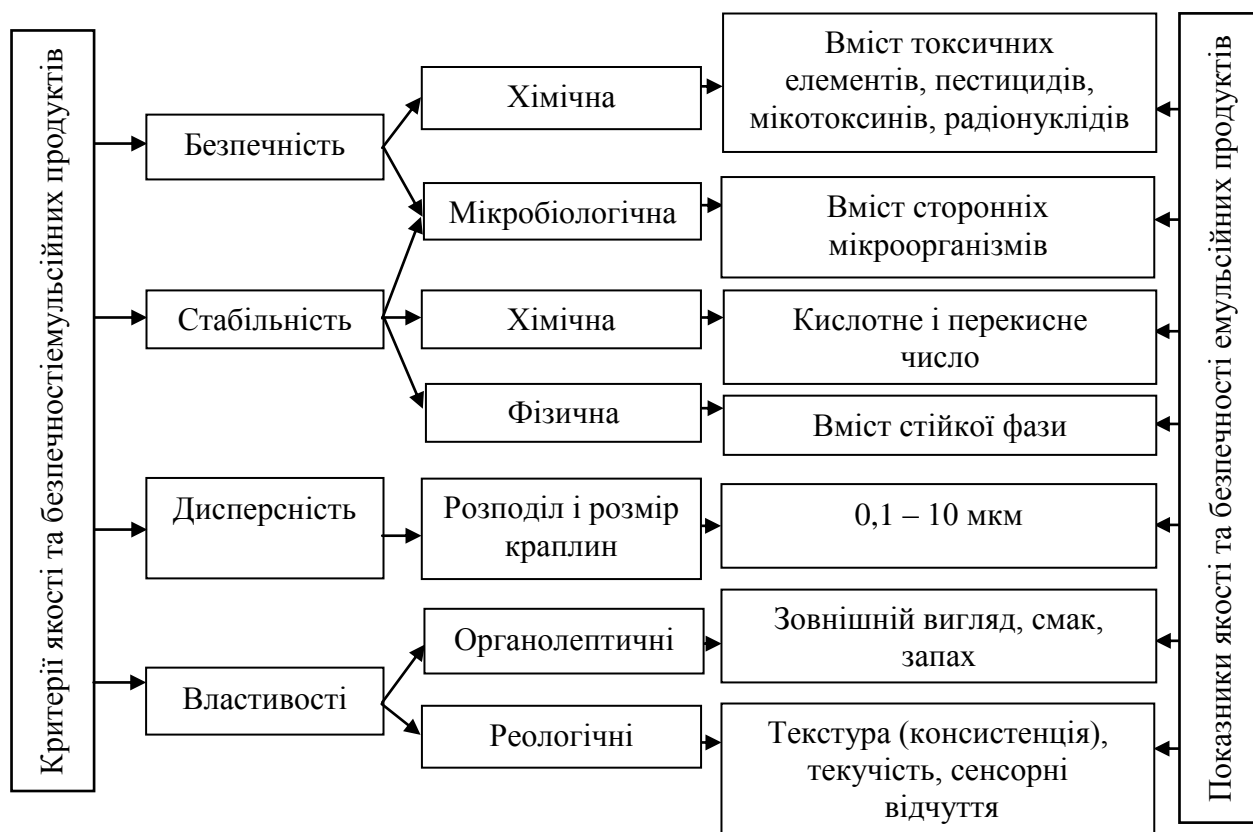 Критерії якості та безпечностіемульсійних продуктів
Безпечність
Хімічна
Вміст токсичних
елементів, пестицидів,
мікотоксинів, радіонуклідів
Мікробіологічна
Вміст сторонніх
мікроорганізмів
Стабільність
Хімічна
Кислотне і перекисне
число
Фізична
Вміст стійкої фази
Дисперсність
Розподіл і розмір
краплин
0,1 – 10 мкм
Властивості
Органолептичні
Зовнішній вигляд, смак,
запах
Реологічні
Текстура (консистенція),
текучість, сенсорні
відчуття
Показники якості та безпечності емульсійних продуктів